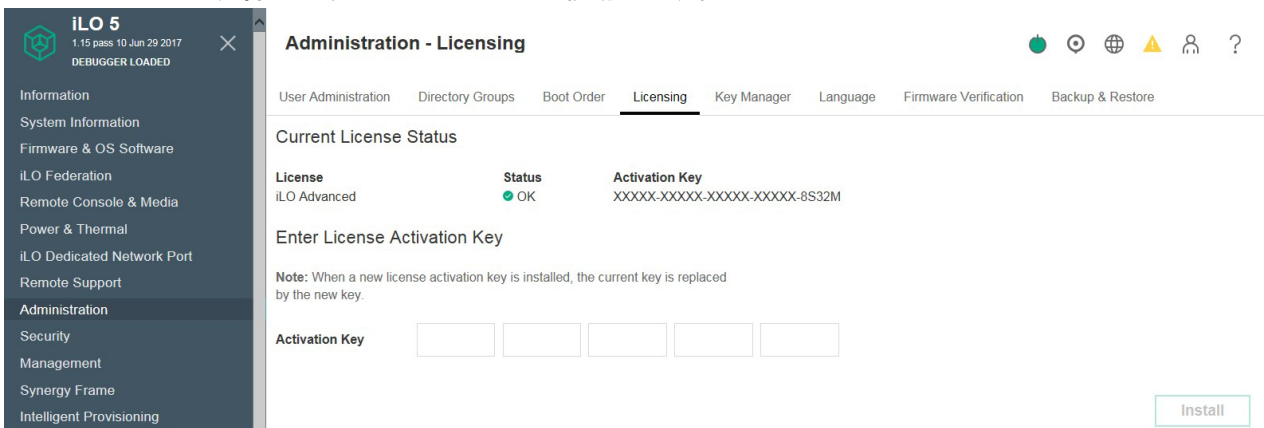 iLO 5
1.15 pass 10 Jun 29 2017
DEBUGGER LOADED
Information
System Information
Firmware & OS Software
iLO Federation
Remote Console & Media
Power & Thermal
iLO Dedicated Network Port
Remote Support
Administration
Security
Management
Synergy Frame
Intelligent Provisioning
Administration - Licensing
?
User Administration Directory Groups Boot Order Licensing Key Manager Language Firmware Verification Backup & Restore
Current License Status
License Status Activation Key
iLO Advanced OK XXXXX-XXXXX-XXXXX-XXXXX-8S32M
Enter License Activation Key
Note: When a new license activation key is installed, the current key is replaced
by the new key.
Activation Key
Install